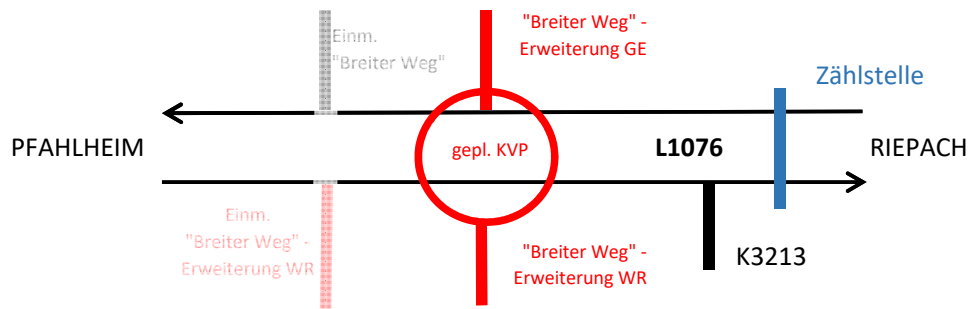 "Breiter Weg" -
Erweiterung GE
Einm.
"Breiter Weg"
Zählstelle
PFAHLHEIM
gepl. KVP
L1076
RIEPACH
Einm.
"Breiter Weg" -
Erweiterung WR
"Breiter Weg" -
Erweiterung WR
K3213